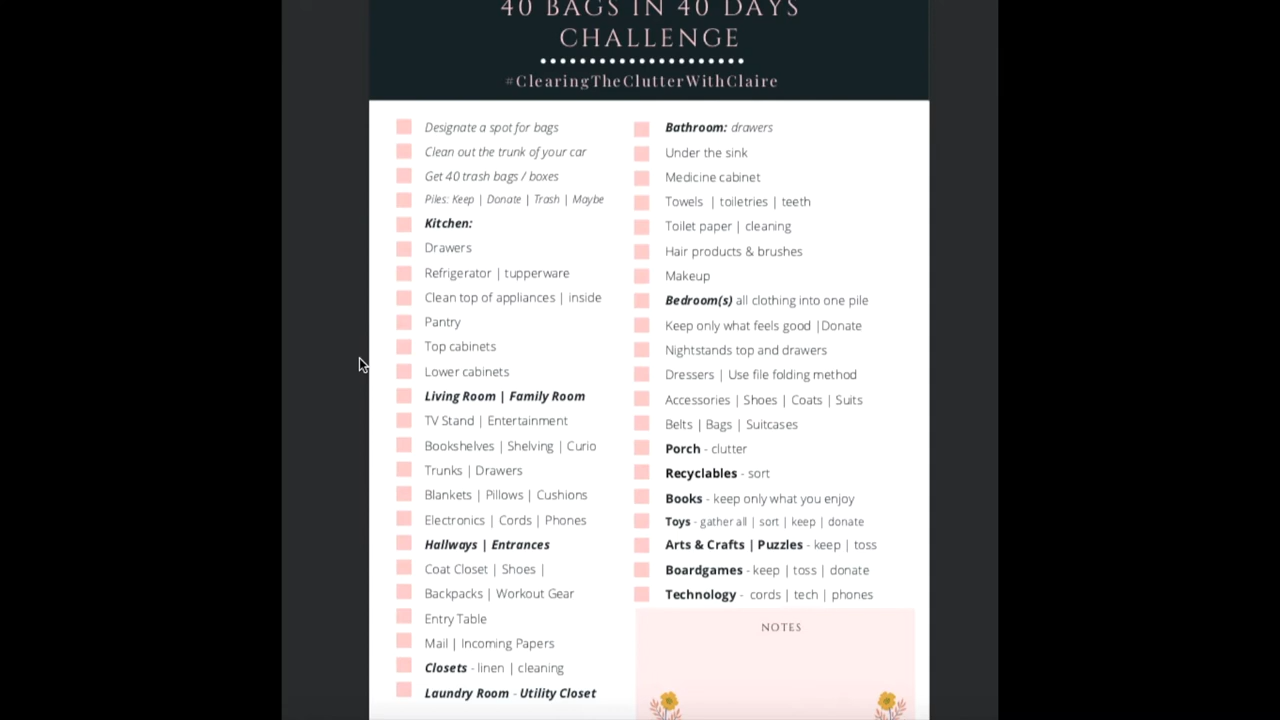 40 BAGS IN 40 DAYS
CHALLENGE
#ClearingTheClutterWithClaire
Designate a spot for bags
Clean out the trunk of your car
Get 40 trash bags / boxes
Piles: Keep | Donate | Trash | Maybe
Kitchen:
Drawers
Refrigerator | tupperware
Clean top of appliances | inside
Pantry
Top cabinets
Lower cabinets
Living Room | Family Room
TV Stand | Entertainment
Bookshelves | Shelving | Curio
Trunks | Drawers
Blankets | Pillows | Cushions
Electronics | Cords | Phones
Hallways | Entrances
Coat Closet | Shoes |
Backpacks | Workout Gear
Entry Table
Mail | Incoming Papers
Closets - linen | cleaning
Laundry Room - Utility Closet
Bathroom: drawers
Under the sink
Medicine cabinet
Towels | toiletries | teeth
Toilet paper | cleaning
Hair products & brushes
Makeup
Bedroom(s) all clothing into one pile
Keep only what feels good |Donate
Nightstands top and drawers
Dressers | Use file folding method
Accessories | Shoes | Coats | Suits
Belts | Bags | Suitcases
Porch - clutter
Recyclables - sort
Books - keep only what you enjoy
Toys - gather all | sort | keep | donate
Arts & Crafts | Puzzles - keep | toss
Boardgames - keep | toss | donate
Technology - cords | tech | phones
NOTES